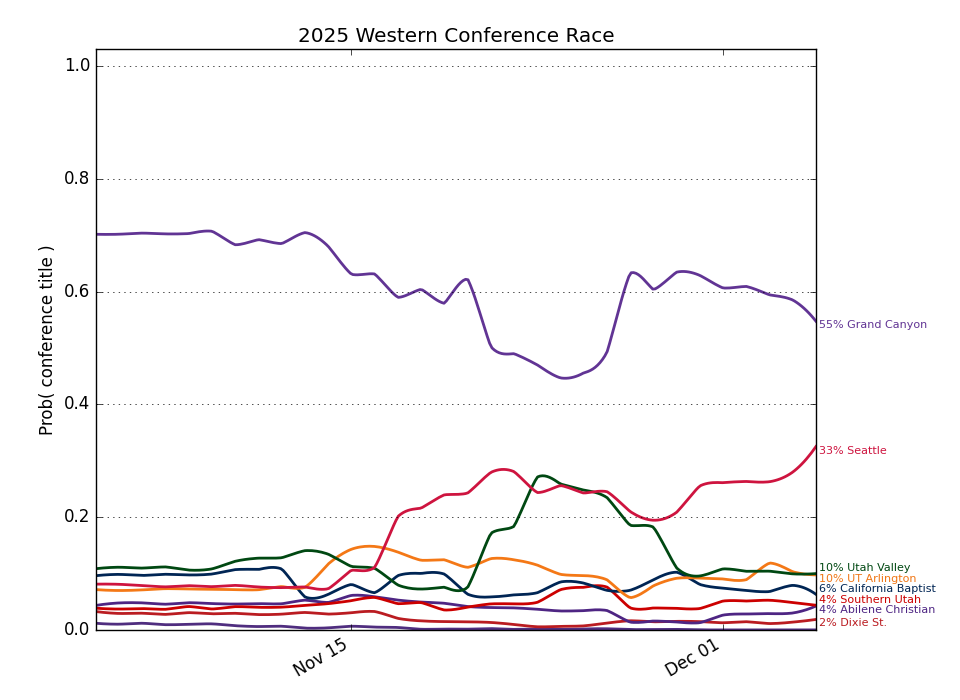 2025 Western Conference Race
Prob( conference title )
1.0
0.8
0.6
0.4
0.2
0.0
Nov 15
Dec 01
55% Grand Canyon
33% Seattle
10% Utah Valley
10% UT Arlington
6% California Baptist
4% Southern Utah
4% Abilene Christian
2% Dixie St.